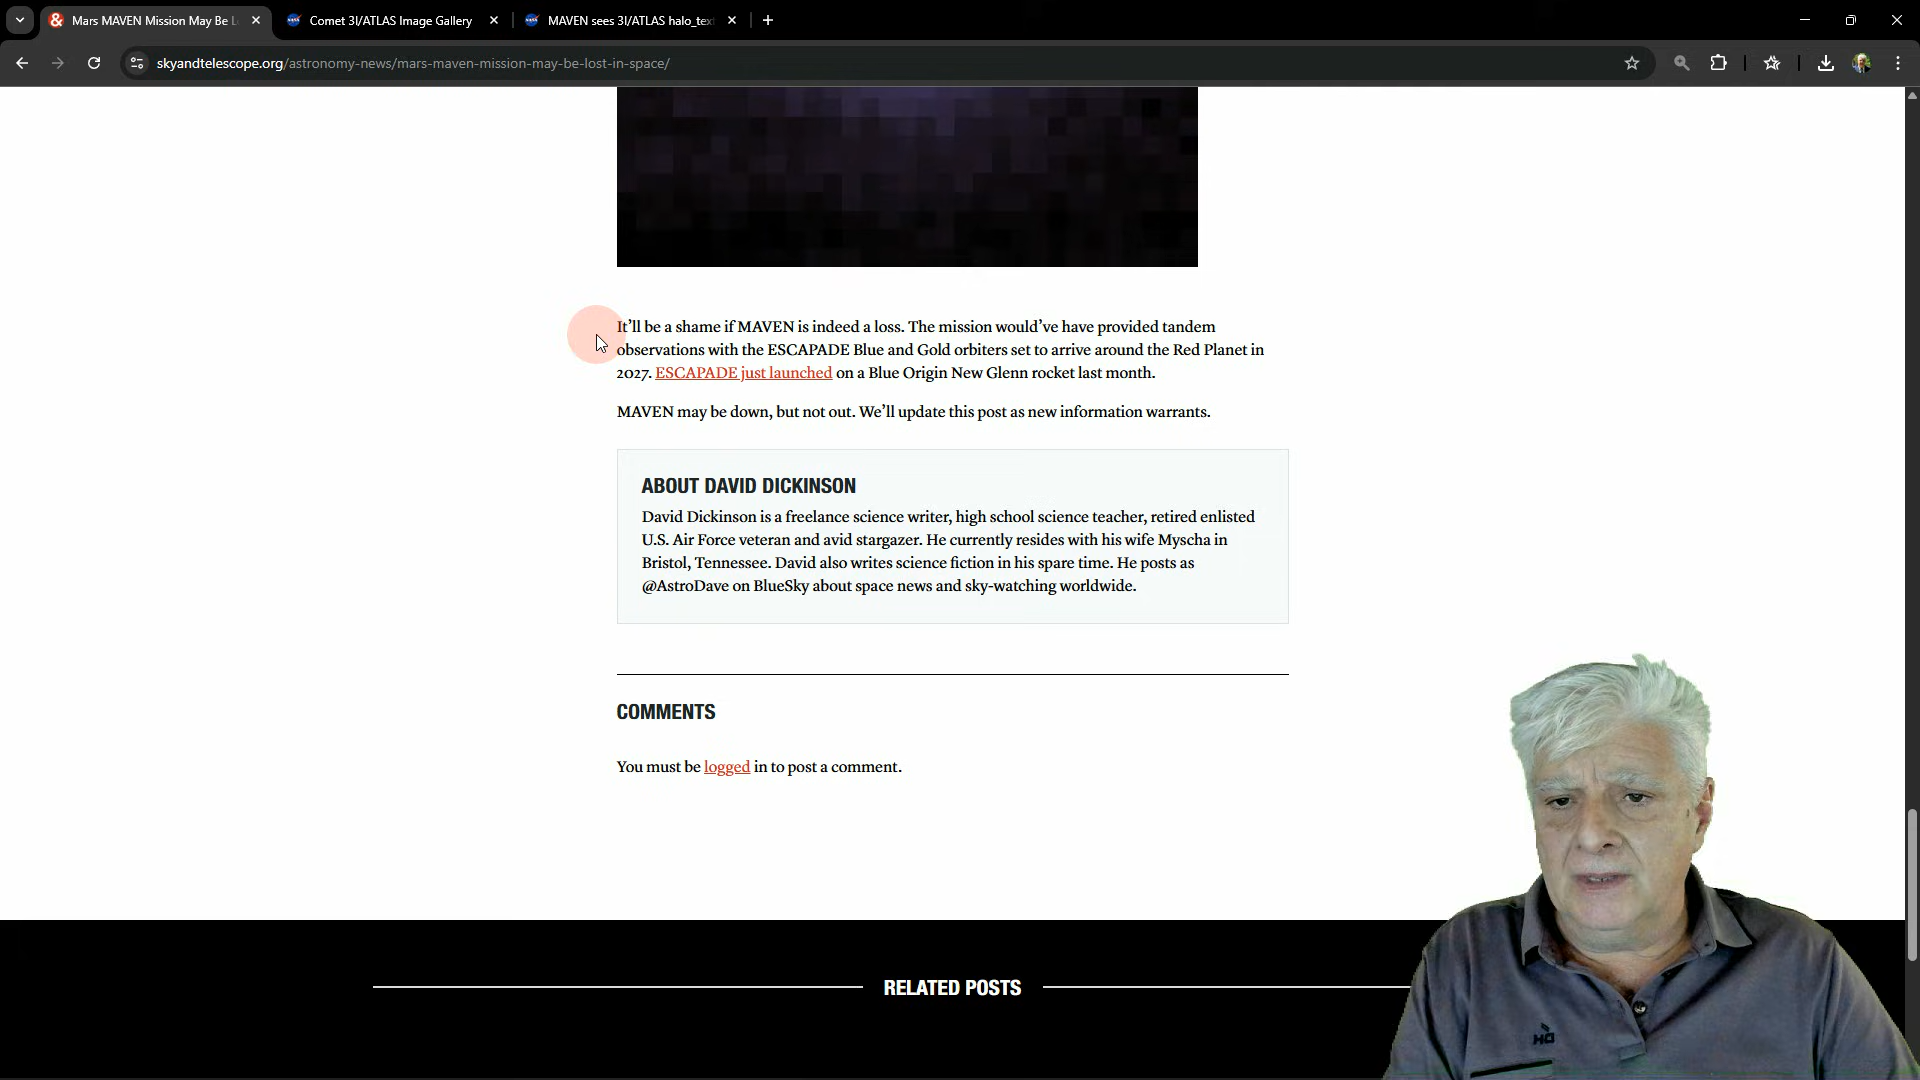 Mars MAVEN Mission May Be L
Comet 3I/ATLAS Image Gallery
MAVEN sees 3I/ATLAS halo_text
skyandtelescope.org/astronomy-news/mars-maven-mission-may-be-lost-in-space/
It’ll be a shame if MAVEN is indeed a loss. The mission would’ve have provided tandem
observations with the ESCAPADE Blue and Gold orbiters set to arrive around the Red Planet in
2027. ESCAPADE just launched on a Blue Origin New Glenn rocket last month.
MAVEN may be down, but not out. We’ll update this post as new information warrants.
ABOUT DAVID DICKINSON
David Dickinson is a freelance science writer, high school science teacher, retired enlisted
U.S. Air Force veteran and avid stargazer. He currently resides with his wife Myscha in
Bristol, Tennessee. David also writes science fiction in his spare time. He posts as
@AstroDave on BlueSky about space news and sky-watching worldwide.
COMMENTS
You must be logged in to post a comment.
RELATED POSTS
HO